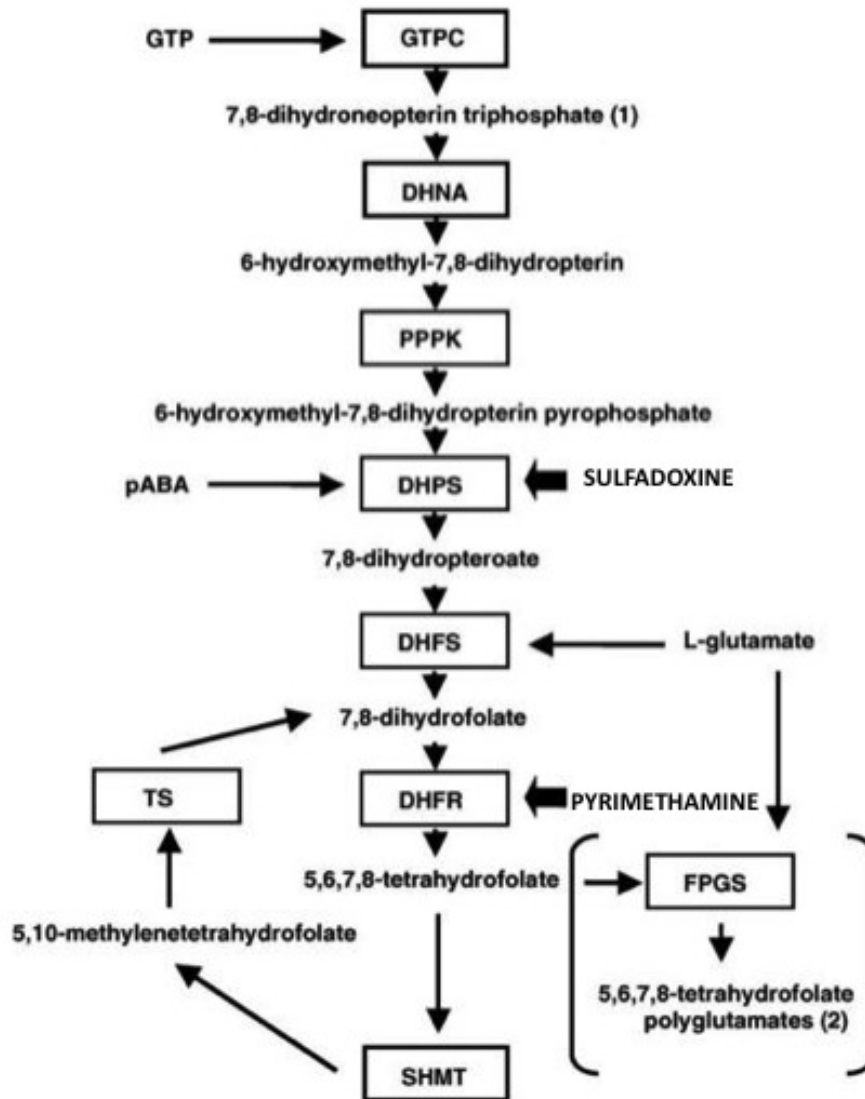 GTP
GTPC
7,8-dihydroneopterin triphosphate (1)
DHNA
6-hydroxymethyl-7,8-dihydropterin
PPPK
6-hydroxymethyl-7,8-dihydropterin pyrophosphate
pABA
DHPS
SULFADOXINE
7,8-dihydropteroate
DHFS
L-glutamate
7,8-dihydrofolate
TS
DHFR
PYRIMETHAMINE
5,6,7,8-tetrahydrofolate
FPGS
5,10-methylenetetrahydrofolate
5,6,7,8-tetrahydrofolate
polyglutamates (2)
SHMT